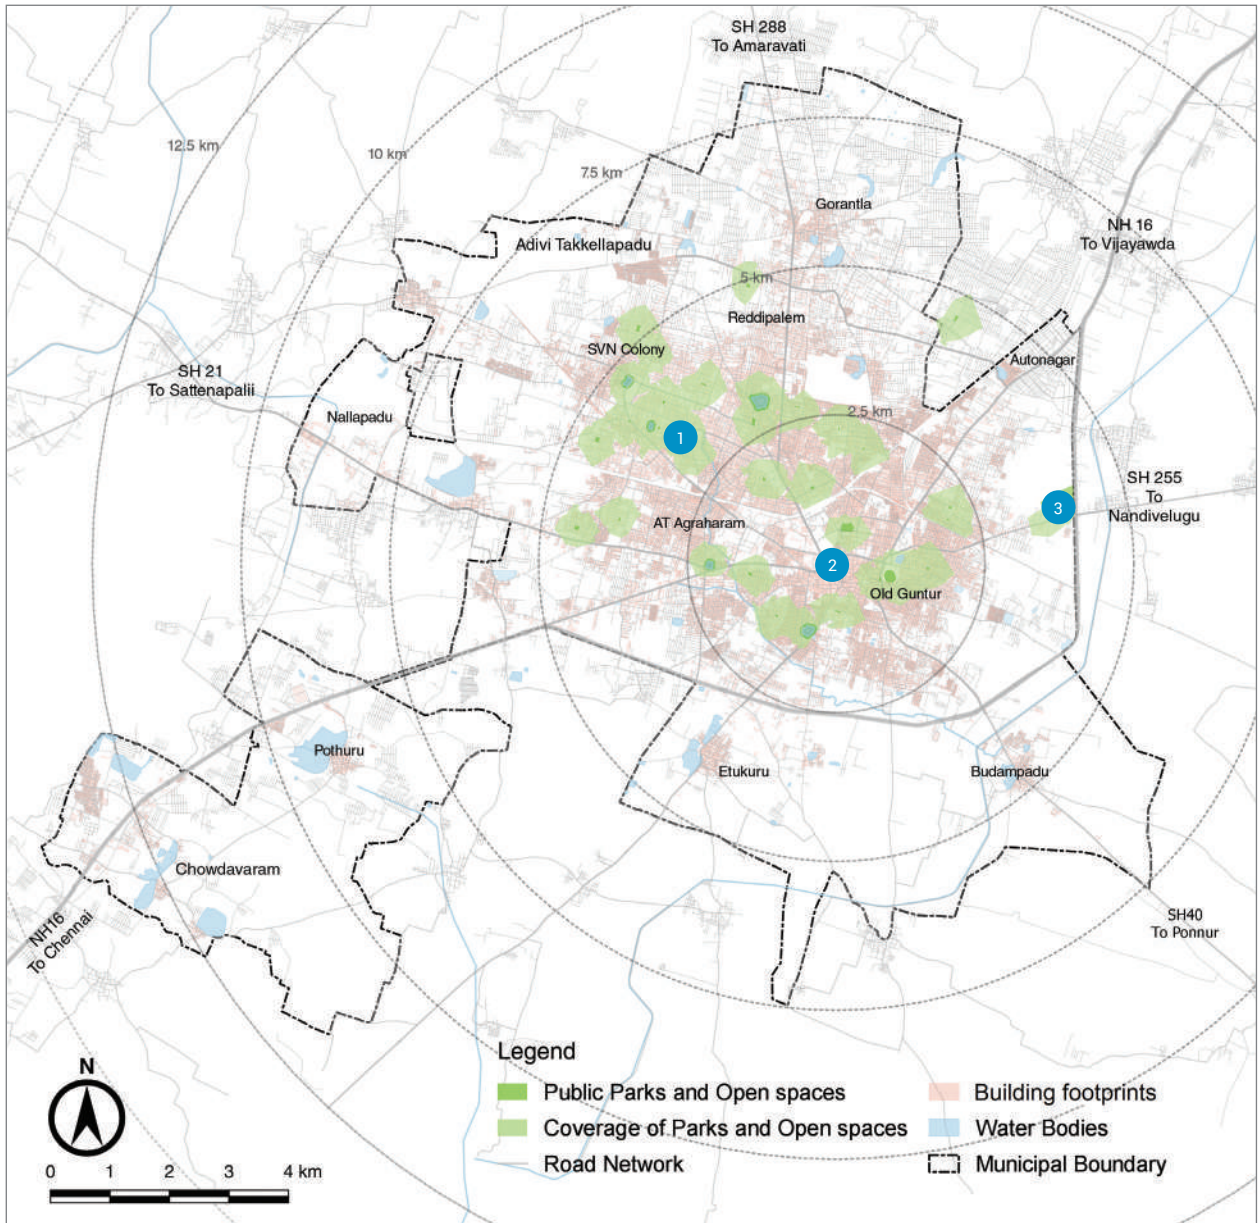 SH 288
To Amaravati
12.5 km
10 km
7.5 km
Gorantla
NH 16
To Vijayawda
Adivi Takkellapadu
5 km
Reddipalem
SVN Colony
Autonagar
SH 21
To Sattenapalii
Nallapadu
2.5 km
1
SH 255
To
Nandivelugu
3
AT Agraharam
2
Old Guntur
Pothuru
Etukuru
Budampadu
Chowdavaram
NH16
To Chennai
SH40
To Ponnur
N
0 1 2 3 4 km
Legend
Public Parks and Open spaces
Coverage of Parks and Open spaces
Road Network
Building footprints
Water Bodies
Municipal Boundary